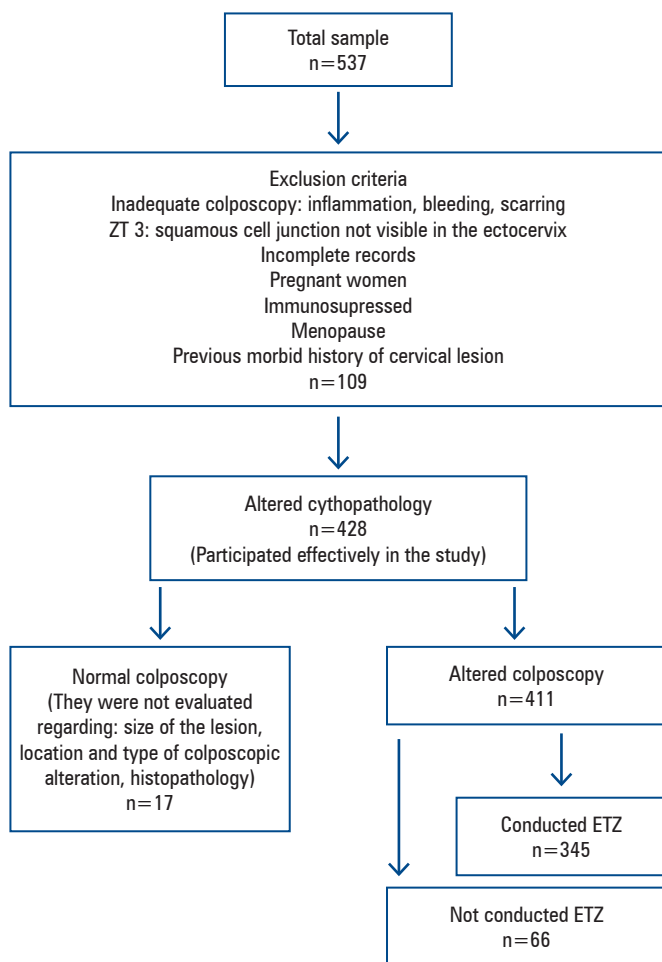 Total sample
n=537
Exclusion criteria
Inadequate colposcopy: inflammation, bleeding, scarring
ZT 3: squamous cell junction not visible in the ectocervix
Incomplete records
Pregnant women
Immunosupressed
Menopause
Previous morbid history of cervical lesion
n=109
Altered cythopathology
n=428
(Participated effectively in the study)
Normal colposcopy
(They were not evaluated
regarding: size of the lesion,
location and type of colposcopic
alteration, histopathology)
n=17
Altered colposcopy
n=411
Conducted ETZ
n=345
Not conducted ETZ
n=66